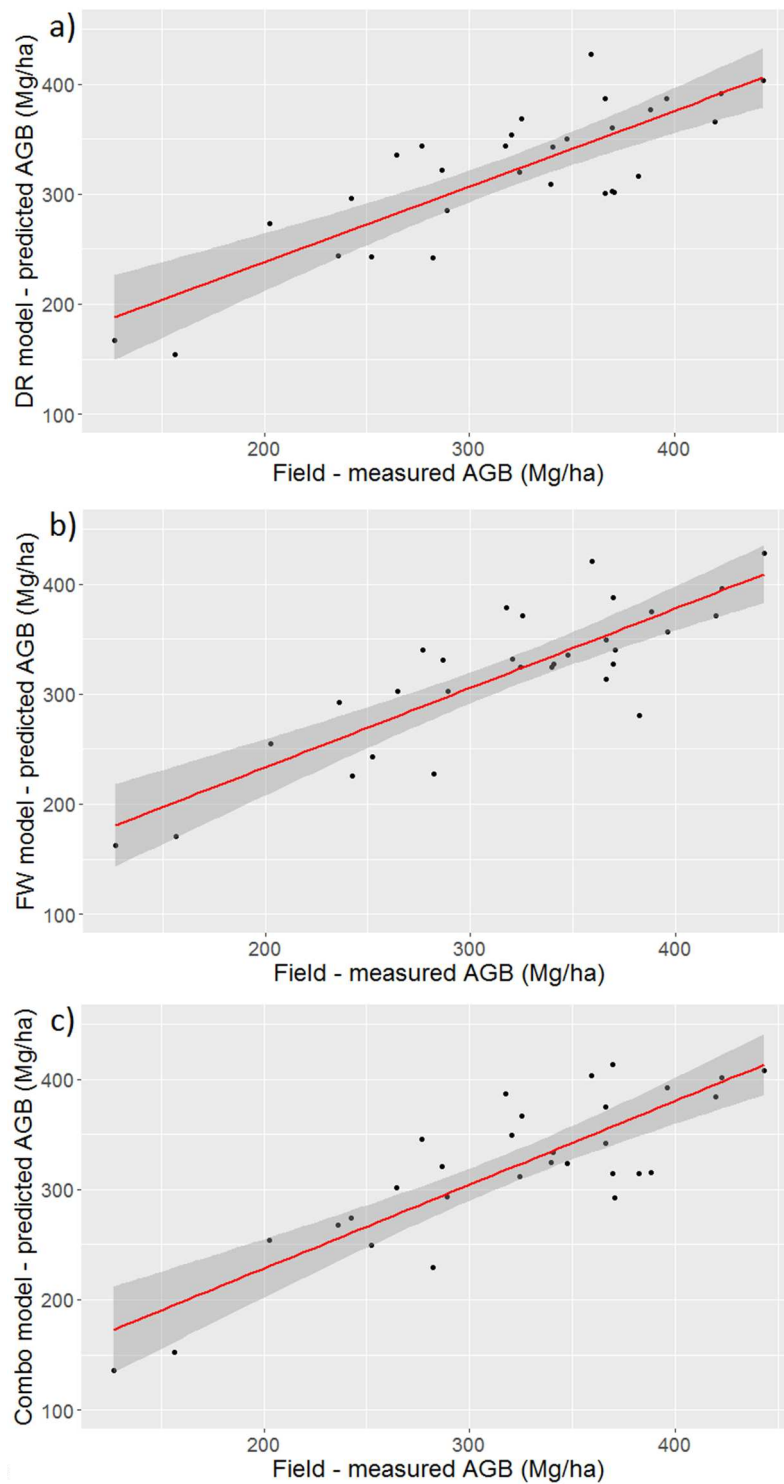 a)
DR model - predicted AGB (Mg/ha)
400
300
200
100
200 300 400
Field - measured AGB (Mg/ha)
b)
FW model - predicted AGB (Mg/ha)
400
300
200
100
200 300 400
Field - measured AGB (Mg/ha)
c)
Combo model - predicted AGB (Mg/ha)
400
300
200
100
200 300 400
Field - measured AGB (Mg/ha)